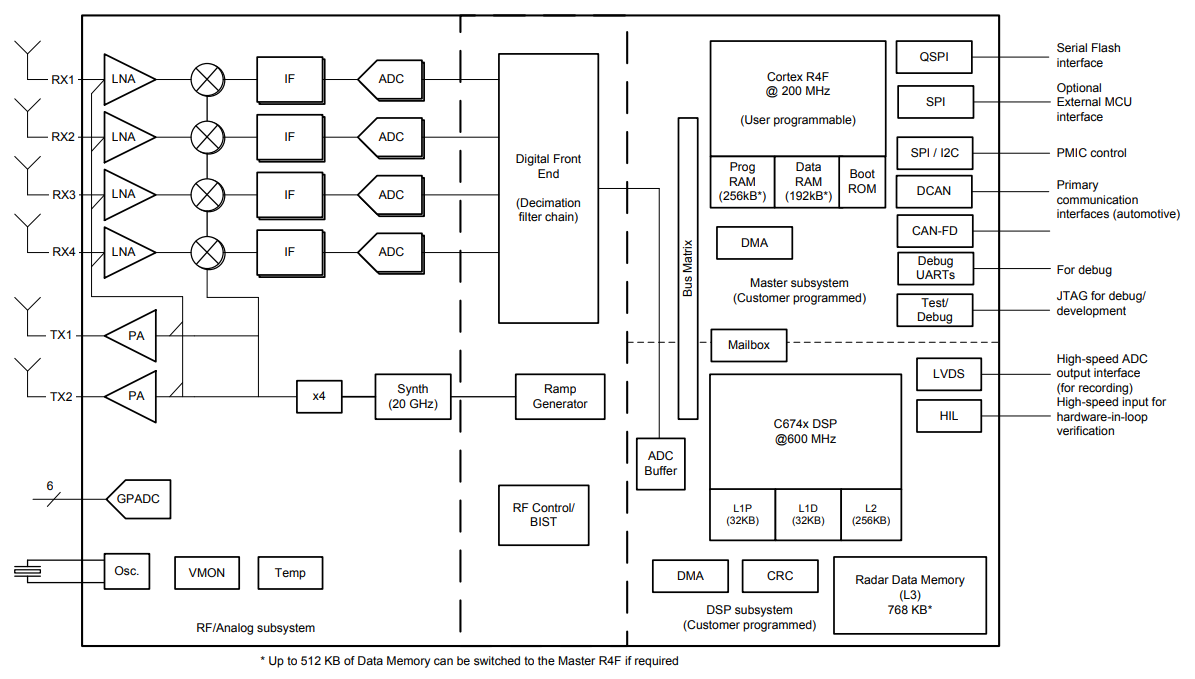 RX1
LNA
IF
ADC
RX2
LNA
IF
ADC
RX3
LNA
IF
ADC
RX4
LNA
IF
ADC
TX1
PA
TX2
PA
x4
Synth
(20 GHz)
Ramp
Generator
Digital Front
End
(Decimation
filter chain)
6
GPADC
RF Control/
BIST
Osc.
VMON
Temp
RF/Analog subsystem
ADC
Buffer
Bus Matrix
Cortex R4F
@ 200 MHz
(User programmable)
Prog
RAM
(256kB*)
Data
RAM
(192kB*)
Boot
ROM
DMA
Master subsystem
(Customer programmed)
Mailbox
QSPI
Serial Flash
interface
SPI
Optional
External MCU
interface
SPI / I2C
PMIC control
DCAN
Primary
communication
interfaces (automotive)
CAN-FD
Debug
UARTs
For debug
Test/
Debug
JTAG for debug/
development
LVDS
High-speed ADC
output interface
(for recording)
HIL
High-speed input for
hardware-in-loop
verification
C674x DSP
@600 MHz
L1P
(32KB)
L1D
(32KB)
L2
(256KB)
DMA
CRC
DSP subsystem
(Customer programmed)
Radar Data Memory
(L3)
768 KB*
* Up to 512 KB of Data Memory can be switched to the Master R4F if required